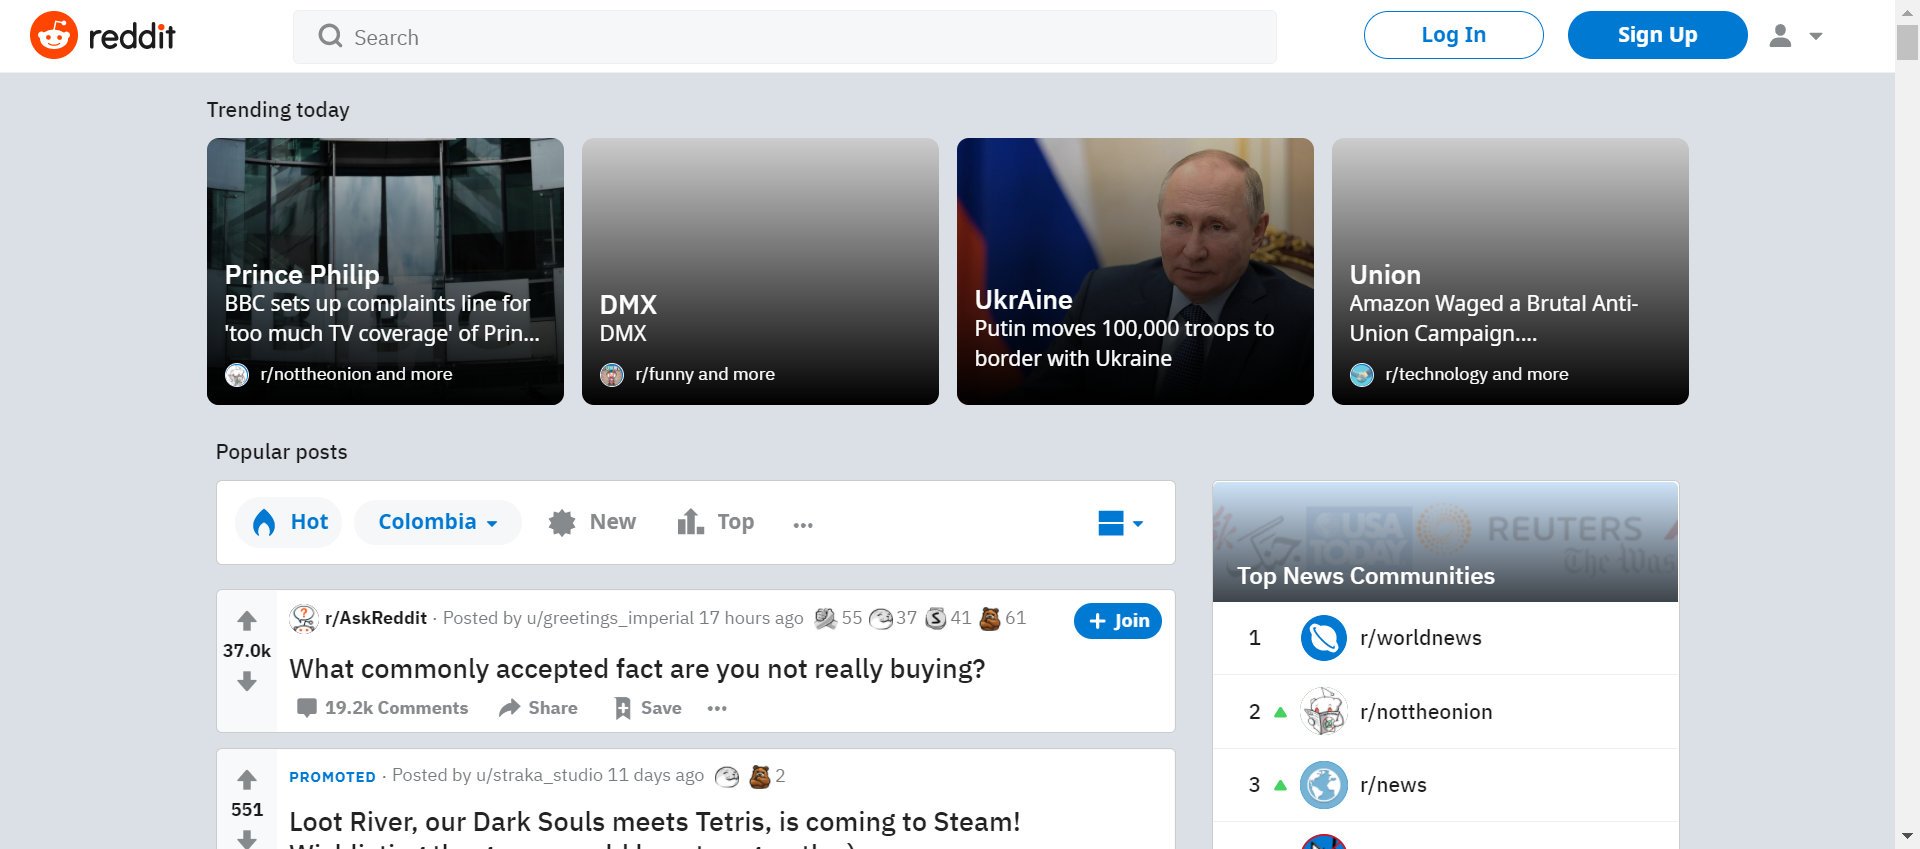 reddit
Search
Log In
Sign Up
Trending today
Prince Philip
BBC sets up complaints line for
'too much TV coverage' of Prin...
r/nottheonion and more
DMX
DMX
r/funny and more
UkrAine
Putin moves 100,000 troops to
border with Ukraine
Union
Amazon Waged a Brutal Anti-
Union Campaign....
r/technology and more
Popular posts
Hot
Colombia
New
Top
...
37.0k
r/AskReddit · Posted by u/greetings_imperial 17 hours ago 55 37 41 61
+ Join
What commonly accepted fact are you not really buying?
19.2k Comments
Share
Save
...
551
PROMOTED · Posted by u/straka_studio 11 days ago 2
Loot River, our Dark Souls meets Tetris, is coming to Steam!
USA
TODAY
REUTERS
The Was
Top News Communities
1 r/worldnews
2 r/nottheonion
3 r/news